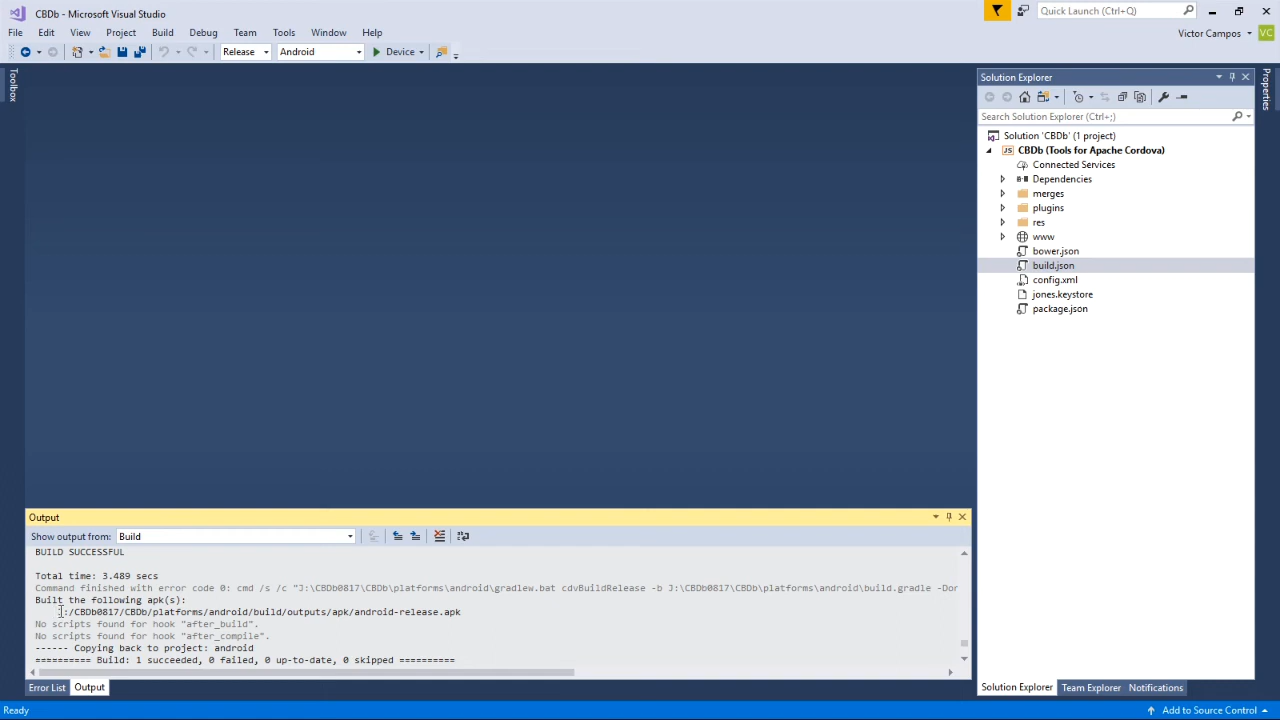 CBDb - Microsoft Visual Studio
Quick Launch (Ctrl+Q)
File Edit View Project Build Debug Team Tools Window Help
Victor Campos VC
Release Android Device
Toolbox
Properties
Solution Explorer
Search Solution Explorer (Ctrl+;)
Solution 'CBDb' (1 project)
JS CBDb (Tools for Apache Cordova)
Connected Services
Dependencies
merges
plugins
res
www
bower.json
build.json
config.xml
jones.keystore
package.json
Output
Show output from: Build
BUILD SUCCESSFUL
Total time: 3.489 secs
Command finished with error code 0: cmd /s /c "J:\CBDb0817\CBDb\platforms\android\gradlew.bat cdvBuildRelease -b J:\CBDb0817\CBDb\platforms\android\build.gradle -Dor
Built the following apk(s):
:/CBDb0817/CBDb/platforms/android/build/outputs/apk/android-release.apk
No scripts found for hook "after_build".
No scripts found for hook "after_compile".
------ Copying back to project: android
========== Build: 1 succeeded, 0 failed, 0 up-to-date, 0 skipped ==========
Error List Output
Solution Explorer Team Explorer Notifications
Ready
Add to Source Control